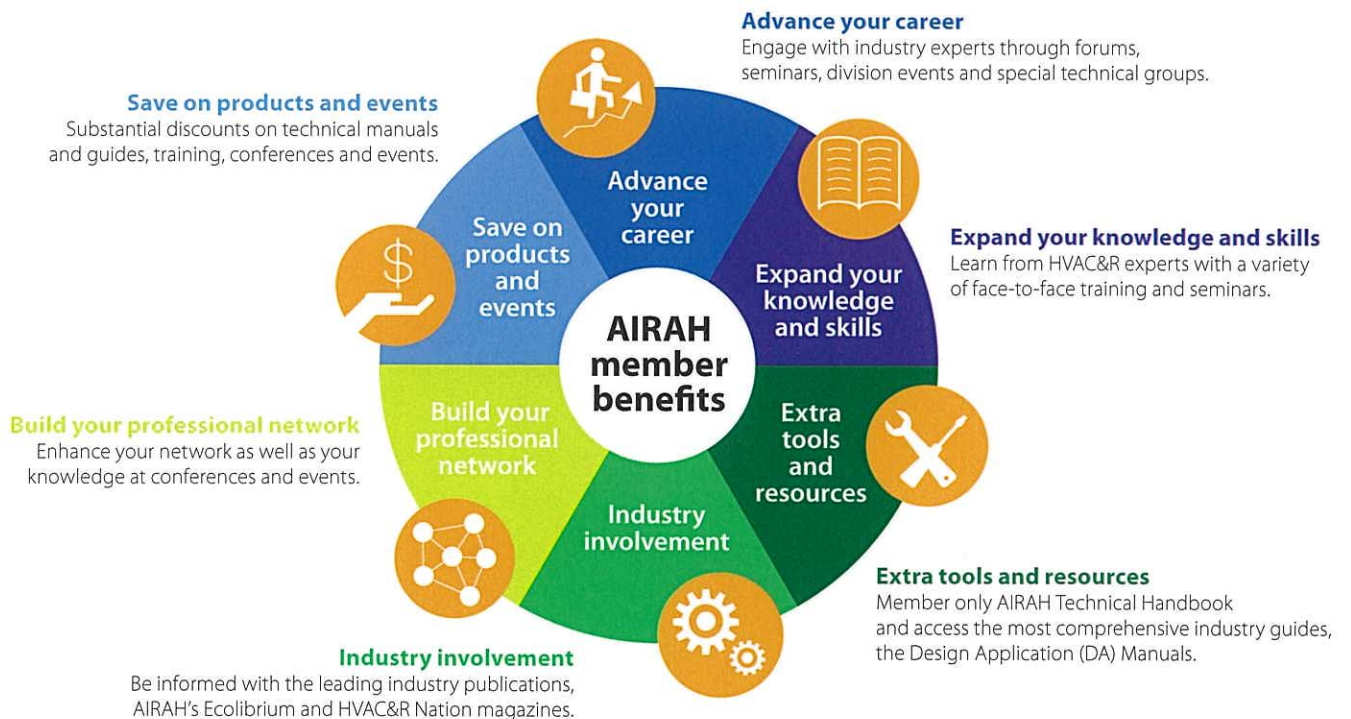 Advance your career
Engage with industry experts through forums,
seminars, division events and special technical groups.
Save on products and events
Substantial discounts on technical manuals
and guides, training, conferences and events.
Advance
your
career
Save on
products
and
events
$
Expand your
knowledge
and skills
Expand your knowledge and skills
Learn from HVAC&R experts with a variety
of face-to-face training and seminars.
AIRAH
member
benefits
Build your professional network
Enhance your network as well as your
knowledge at conferences and events.
Build your
professional
network
Extra
tools
and
resources
Industry
involvement
Extra tools and resources
Member only AIRAH Technical Handbook
and access the most comprehensive industry guides,
the Design Application (DA) Manuals.
Industry involvement
Be informed with the leading industry publications,
AIRAH's Ecolibrium and HVAC&R Nation magazines.